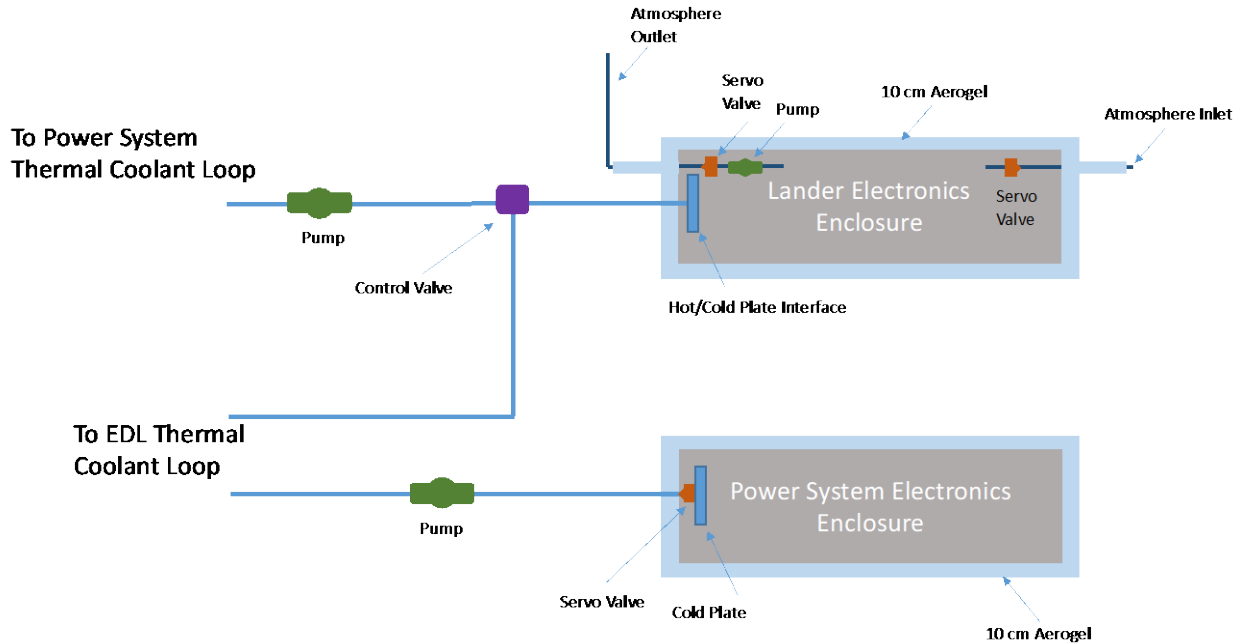 Atmosphere
Outlet
Servo
Valve
Pump
10 cm Aerogel
Atmosphere Inlet
To Power System
Thermal Coolant Loop
Pump
Control Valve
Lander Electronics
Enclosure
Servo
Valve
Hot/Cold Plate Interface
To EDL Thermal
Coolant Loop
Pump
Power System Electronics
Enclosure
Servo Valve
Cold Plate
10 cm Aerogel